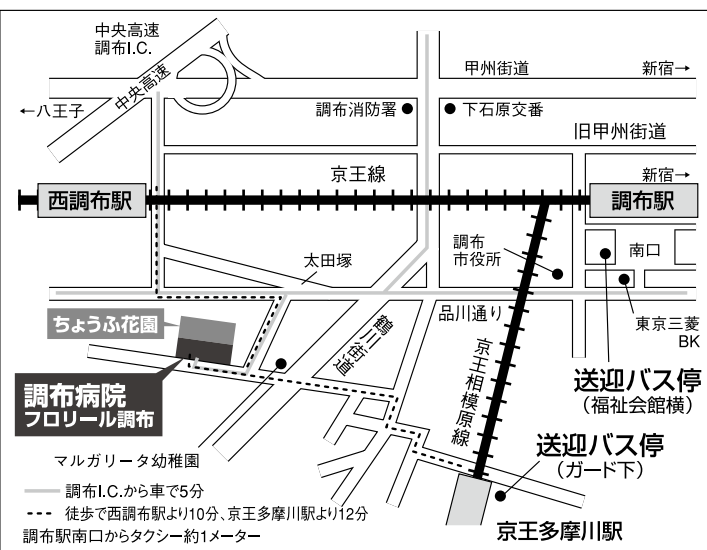 中央高速
調布I.C.
中央高速
甲州街道
新宿→
←八王子
調布消防署
下石原交番
旧甲州街道
京王線
新宿→
西調布駅
調布駅
太田塚
調布
市役所
南口
品川通り
東京三菱
BK
ちょうふ花園
鶴川街道
京王相模原線
調布病院
フロリール調布
送迎バス停
(福祉会館横)
マルガリータ幼稚園
送迎バス停
(ガード下)
調布I.C.から車で5分
徒歩で西調布駅より10分、京王多摩川駅より12分
調布駅南口からタクシー約1メーター
京王多摩川駅